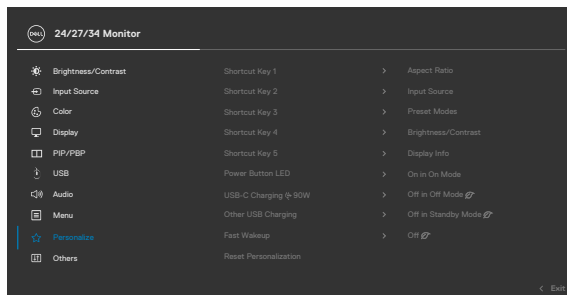 DELL 24/27/34 Monitor
Brightness/Contrast Shortcut Key 1 > Aspect Ratio
Input Source Shortcut Key 2 > Input Source
Color Shortcut Key 3 > Preset Modes
Display Shortcut Key 4 > Brightness/Contrast
PIP/PBP Shortcut Key 5 > Display Info
USB Power Button LED > On in On Mode
Audio USB-C Charging 90W > Off in Off Mode
Menu Other USB Charging > Off in Standby Mode
Personalize Fast Wakeup > Off
Others Reset Personalization
< Exit